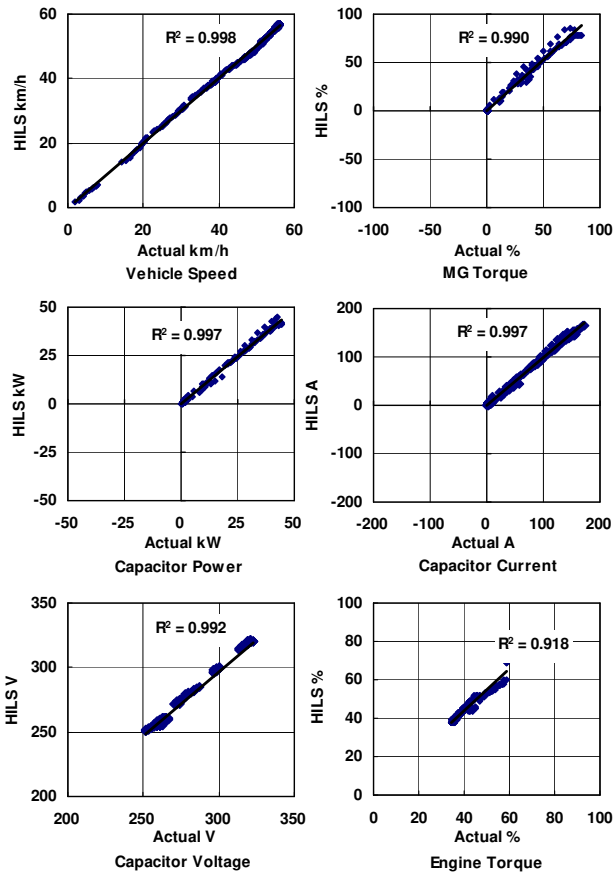 R² = 0.998
HILS km/h
60
40
20
0
0 20 40 60
Actual km/h
Vehicle Speed
R² = 0.990
HILS %
100
50
0
-50
-100
-100 -50 0 50 100
Actual %
MG Torque
R² = 0.997
HILS kW
50
25
0
-25
-50
-50 -25 0 25 50
Actual kW
Capacitor Power
R² = 0.997
HILS A
200
100
0
-100
-200
-200 -100 0 100 200
Actual A
Capacitor Current
R² = 0.992
HILS V
350
300
250
200
200 250 300 350
Actual V
Capacitor Voltage
R² = 0.918
HILS %
100
80
60
40
20
0
0 20 40 60 80 100
Actual %
Engine Torque